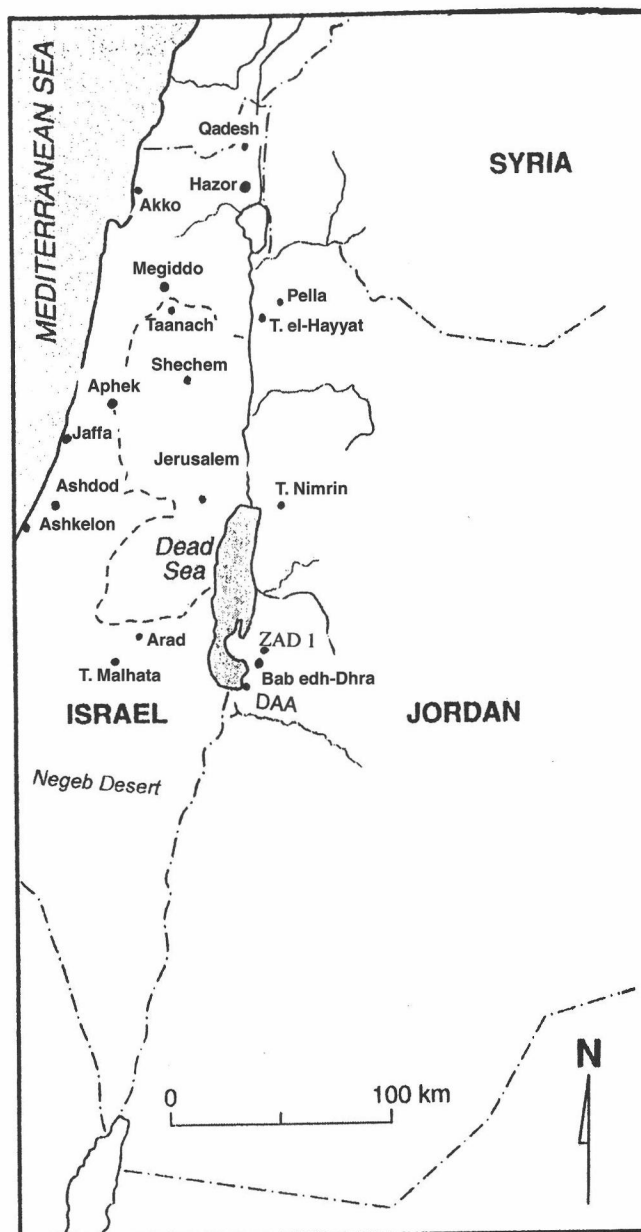 MEDITERRANEAN SEA
Qadesh
SYRIA
Hazor
Akko
Megiddo
Pella
Taanach
T. el-Hayyat
Shechem
Aphek
Jaffa
Jerusalem
Ashdod
T. Nimrin
Ashkelon
Dead
Sea
Arad
ZAD 1
T. Malhata
Bab edh-Dhra
DAA
ISRAEL
JORDAN
Negeb Desert
N
0
100 km